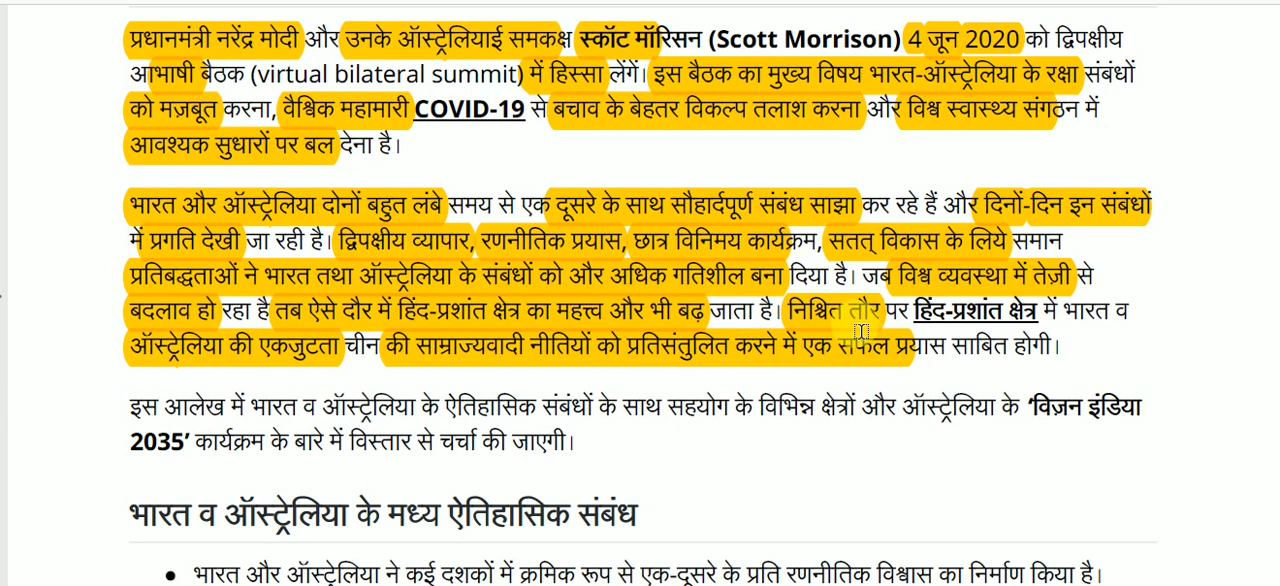 प्रधानमंत्री नरेंद्र मोदी और उनके ऑस्ट्रेलियाई समकक्ष स्कॉट मॉरिसन (Scott Morrison) 4 जून 2020 को द्विपक्षीय
आभाषी बैठक (virtual bilateral summit) में हिस्सा लेंगें। इस बैठक का मुख्य विषय भारत-ऑस्ट्रेलिया के रक्षा संबंधों
को मज़बूत करना, वैश्विक महामारी COVID-19 से बचाव के बेहतर विकल्प तलाश करना और विश्व स्वास्थ्य संगठन में
आवश्यक सुधारों पर बल देना है।
भारत और ऑस्ट्रेलिया दोनों बहुत लंबे समय से एक दूसरे के साथ सौहार्दपूर्ण संबंध साझा कर रहे हैं और दिनों-दिन इन संबंधों
में प्रगति देखी जा रही है। द्विपक्षीय व्यापार, रणनीतिक प्रयास, छात्र विनिमय कार्यक्रम, सतत् विकास के लिये समान
प्रतिबद्धताओं ने भारत तथा ऑस्ट्रेलिया के संबंधों को और अधिक गतिशील बना दिया है। जब विश्व व्यवस्था में तेज़ी से
बदलाव हो रहा है तब ऐसे दौर में हिंद-प्रशांत क्षेत्र का महत्त्व और भी बढ़ जाता है। निश्चित तौर पर हिंद-प्रशांत क्षेत्र में भारत व
ऑस्ट्रेलिया की एकजुटता चीन की साम्राज्यवादी नीतियों को प्रतिसंतुलित करने में एक सफल प्रयास साबित होगी।
इस आलेख में भारत व ऑस्ट्रेलिया के ऐतिहासिक संबंधों के साथ सहयोग के विभिन्न क्षेत्रों और ऑस्ट्रेलिया के ‘विज़न इंडिया
2035’ कार्यक्रम के बारे में विस्तार से चर्चा की जाएगी।
भारत व ऑस्ट्रेलिया के मध्य ऐतिहासिक संबंध
• भारत और ऑस्ट्रेलिया ने कई दशकों में क्रमिक रूप से एक-दूसरे के प्रति रणनीतिक विश्वास का निर्माण किया है।